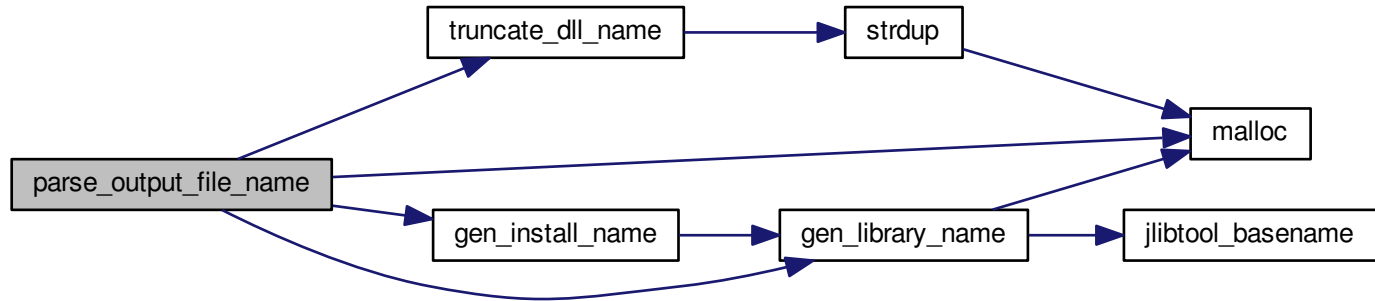 truncate_dll_name
strdup
malloc
parse_output_file_name
gen_install_name
gen_library_name
jlibtool_basename